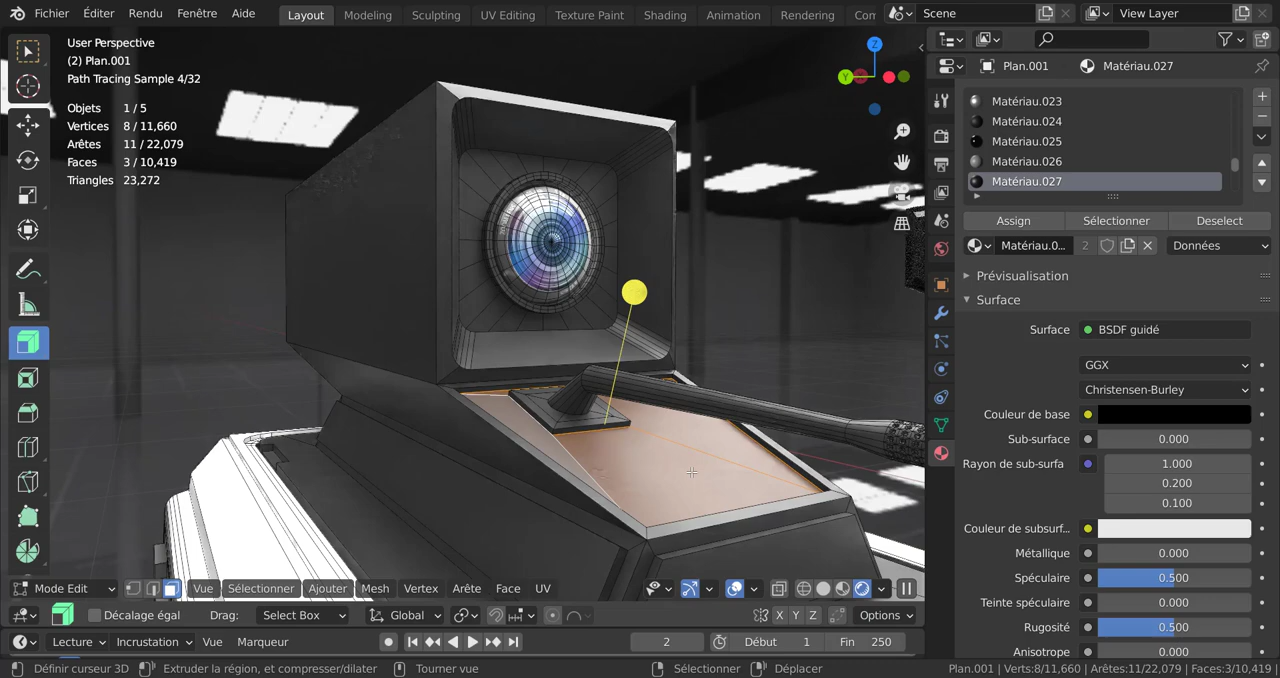 Fichier Éditer Rendu Fenêtre Aide Layout Modeling Sculpting UV Editing Texture Paint Shading Animation Rendering Com Scene View Layer
User Perspective
(2) Plan.001
Path Tracing Sample 4/32
Objets 1 / 5
Vertices 8 / 11,660
Arêtes 11 / 22,079
Faces 3 / 10,419
Triangles 23,272
Z
Y
Plan.001 Matériau.027
Matériau.023
Matériau.024
Matériau.025
Matériau.026
Matériau.027
Assign Sélectionner Deselect
Matériau.0... 2 Données
Prévisualisation
Surface
Surface BSDF guidé
GGX
Christensen-Burley
Couleur de base
Sub-surface 0.000
Rayon de sub-surfa 1.000
0.200
0.100
Couleur de subsurf...
Métallique 0.000
Spéculaire 0.500
Teinte spéculaire 0.000
Rugosité 0.500
Anisotrope 0.000
Mode Edit Vue Sélectionner Ajouter Mesh Vertex Arête Face UV
Décalage égal Drag: Select Box Global X Y Z Options
Lecture Incrustation Vue Marqueur 2 Début 1 Fin 250
Définir curseur 3D Extruder la région, et compresser/dilater Tourner vue Sélectionner Déplacer Plan.001 | Verts:8/11,660 | Arêtes:11/22,079 | Faces:3/10,419 |